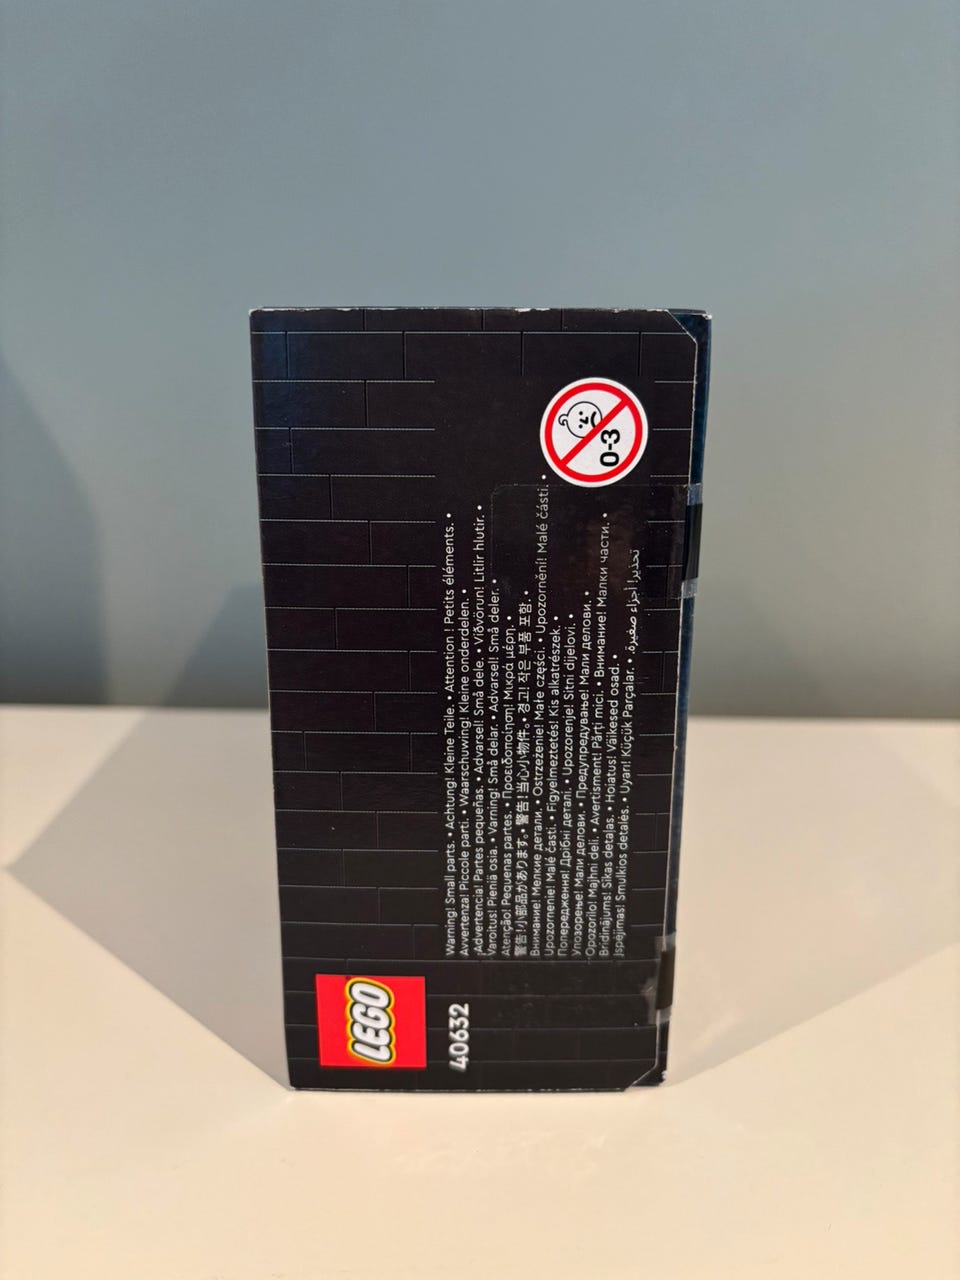 LEGO
40632
Warning! Small parts. • Achtung! Kleine Teile. • Attention ! Petits éléments. •
Avvertenza! Piccole parti. • Waarschuwing! Kleine onderdelen. •
¡Advertencia! Partes pequeñas. • Advarsel! Små dele. • Viðvörun! Litlir hlutir. •
Varoitus! Pieniä osia. • Varning! Små delar. • Advarsel! Små deler. •
Atenção! Pequenas partes. • Προειδοποίηση! Μικρά μέρη. •
警告!小部品があります。• 警告!当心小物件。• 경고! 작은 부품 포함. •
Внимание! Мелкие детали. • Ostrzeżenie! Małe części. • Upozornění! Malé části. •
Upozornenie! Malé časti. • Figyelmeztetés! Kis alkatrészek. •
Попередження! Дрібні деталі. • Upozorenje! Sitni dijelovi. •
Упозорење! Мали делови. • Предупредување! Мали делови. •
Opozorilo! Majhni deli. • Avertisment! Părți mici. • Внимание! Малки части. •
Brīdinājums! Sīkas detaļas. • Hoiatus! Väikesed osad. •
Įspėjimas! Smulkios detalės. • Uyarı! Küçük Parçalar. • تحذير! أجزاء صغيرة.
0-3